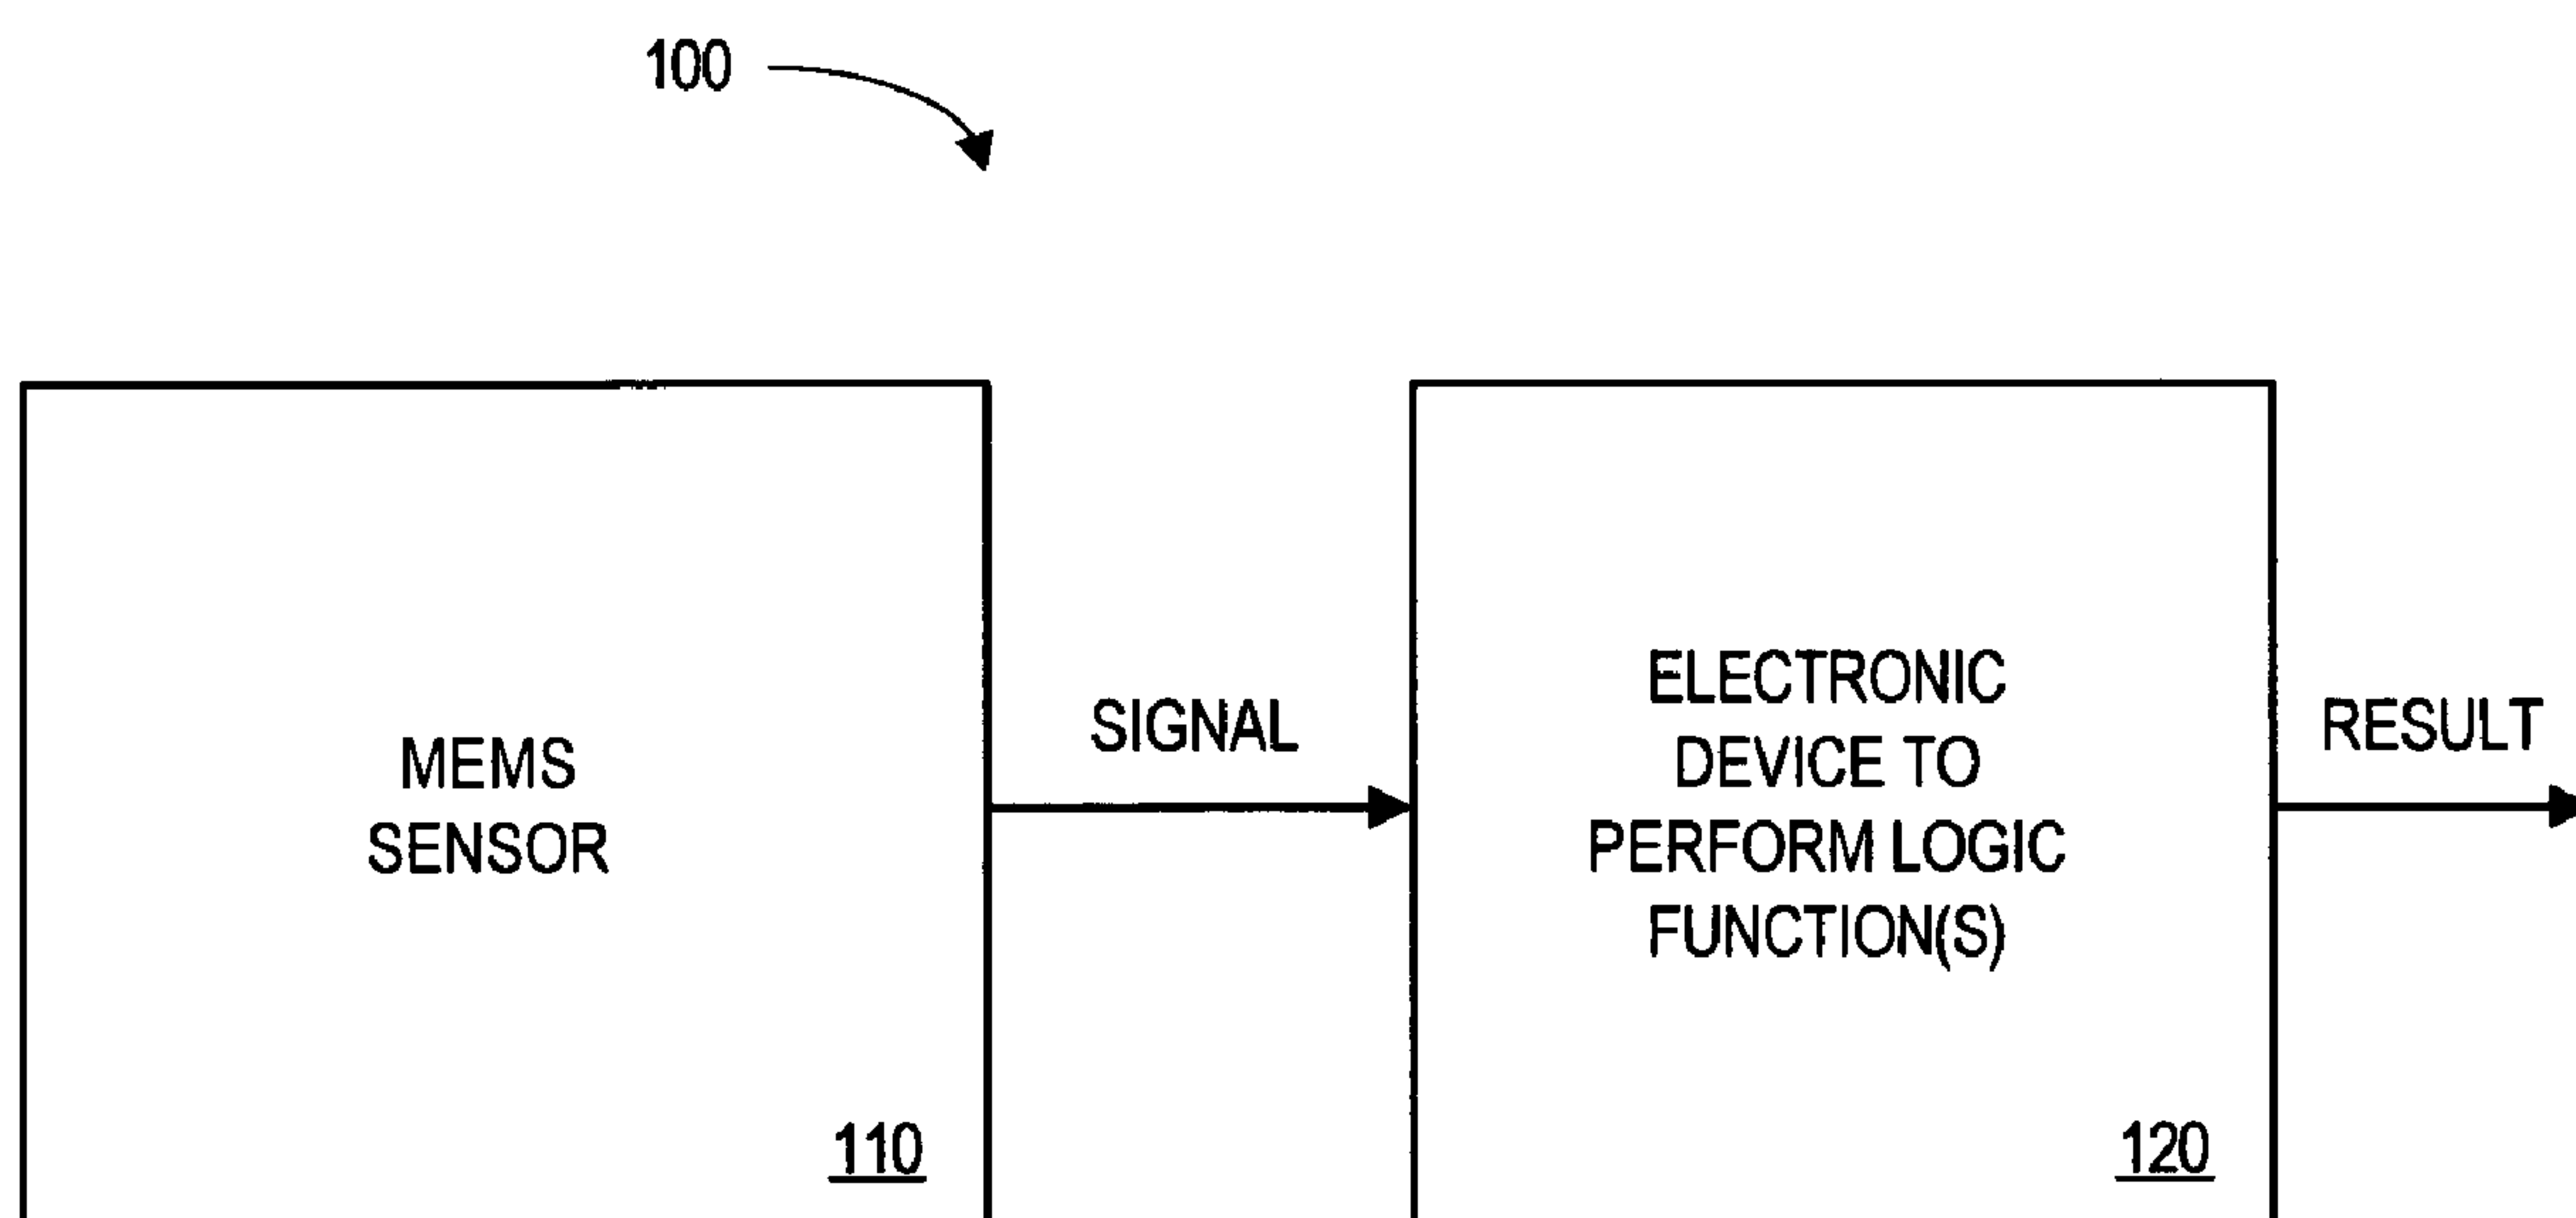 100
MEMS
SENSOR
110
SIGNAL
ELECTRONIC
DEVICE TO
PERFORM LOGIC
FUNCTION(S)
120
RESULT